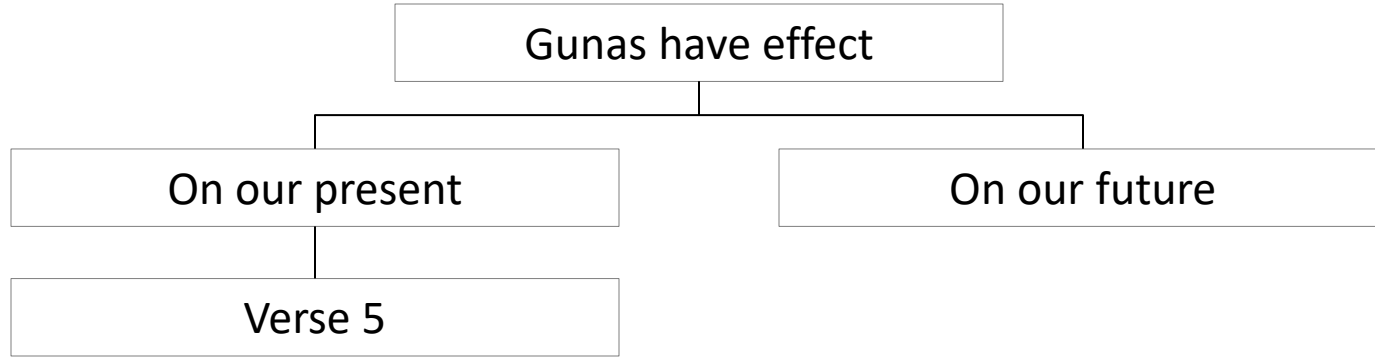 Gunas have effect
On our present
On our future
Verse 5